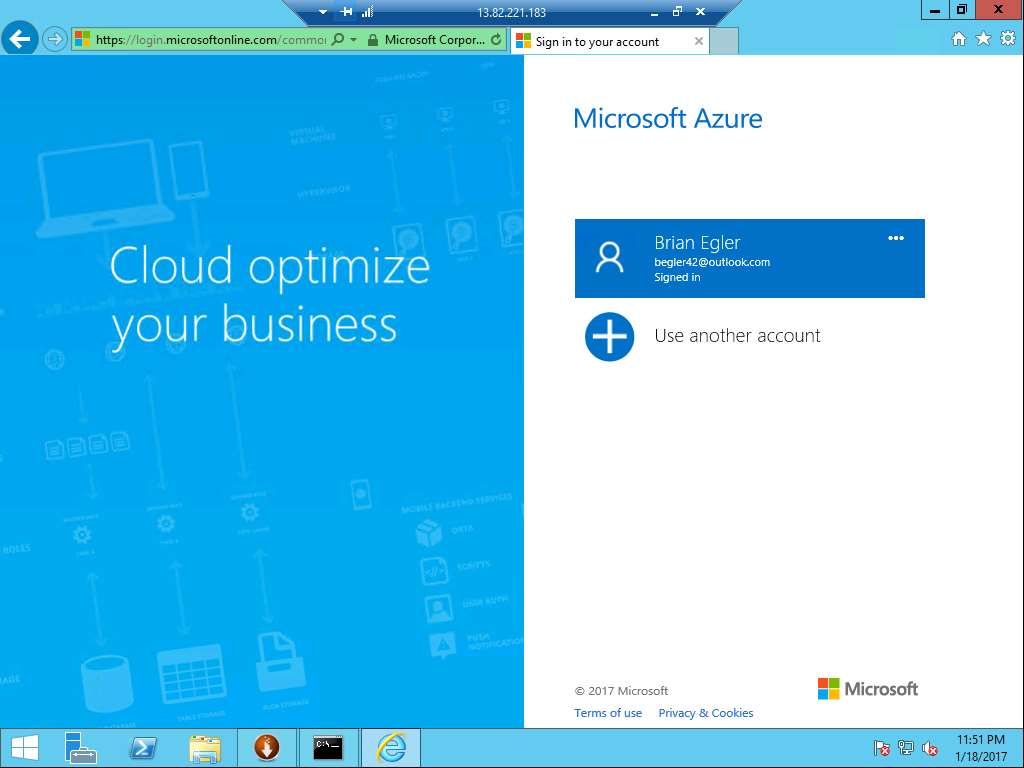 13.82.221.183
https://login.microsoftonline.com/commo
Microsoft Corpor...
Sign in to your account
Microsoft Azure
VIRTUAL
MACHINES
HYPERVISOR
Cloud optimize
your business
Brian Egler
begler42@outlook.com
Signed in
Use another account
MOBILE BACKEND SERVICES
DATA
SCRIPTS
USER AUTH
PUSH
NOTIFICATION
ROLES
TABLE STORAGE
BLOB STORAGE
© 2017 Microsoft
Microsoft
Terms of use
Privacy & Cookies
C:\_
11:51 PM
1/18/2017